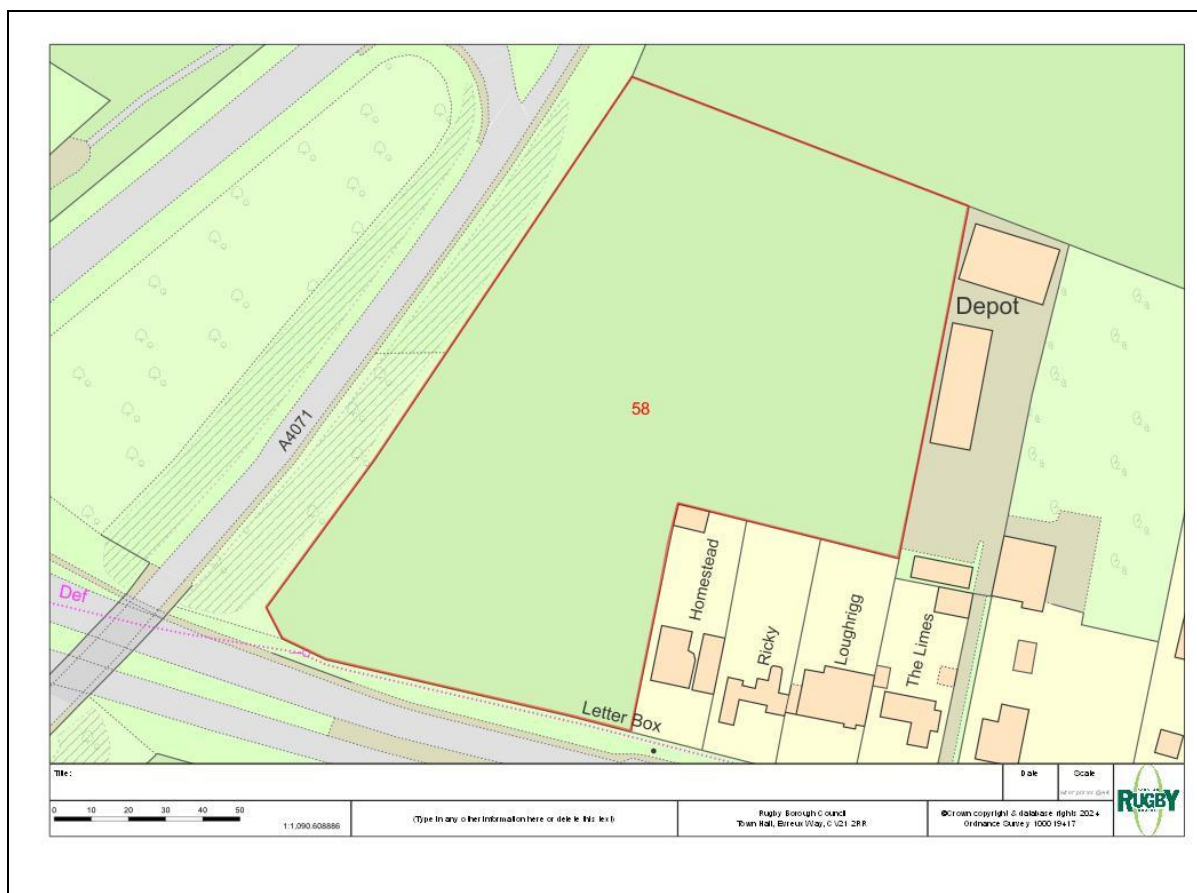 Depot
58
A4071
Def
Homestead
Ricky
Loughrigg
The Limes
Letter Box
Title:
Date
Scale
0 10 20 30 40 50
1:1,090.608886
(Type in any other information here or delete this text)
Rugby Borough Council
Town Hall, Evreux Way, CV21 2RR
©Crown copyright & database rights 2024
Ordnance Survey 100019417
RUGBY